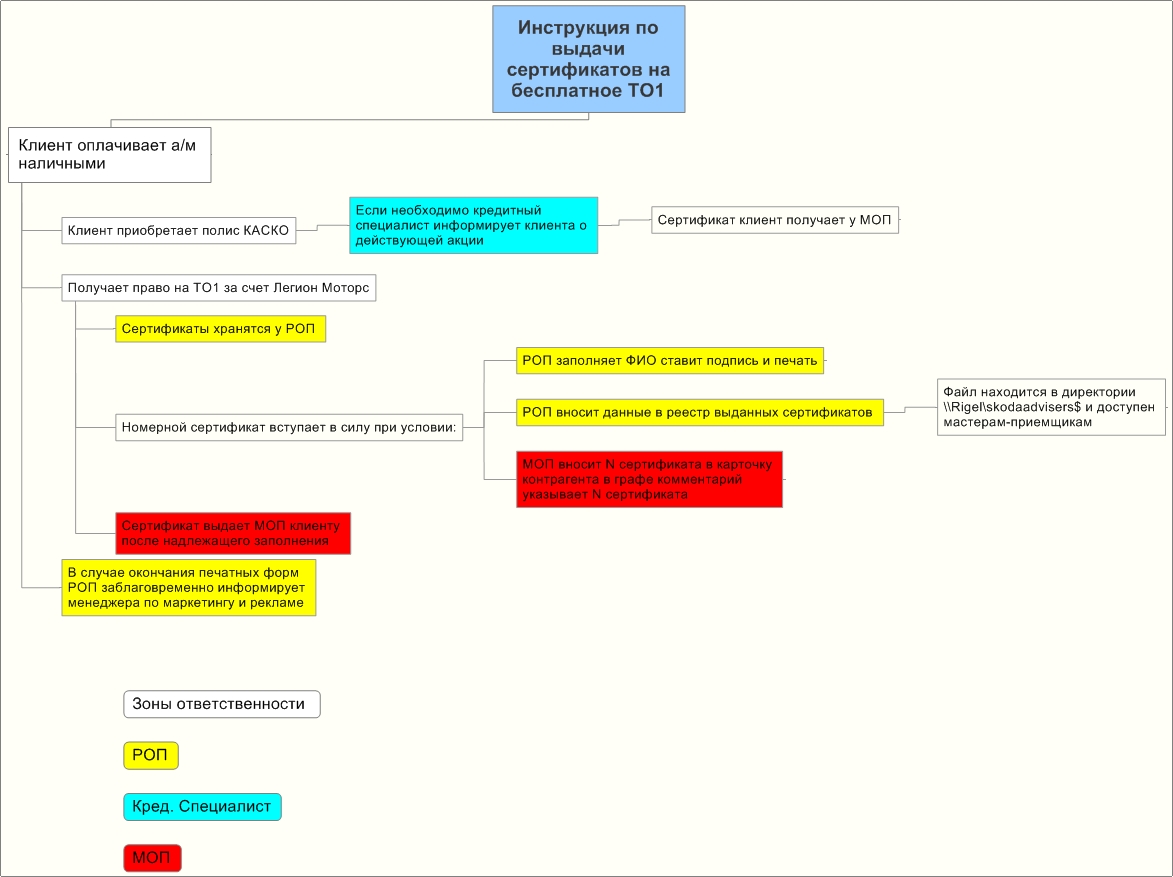 Инструкция по
выдачи
сертификатов на
бесплатное ТО1
Клиент оплачивает а/м
наличными
Клиент приобретает полис КАСКО
Если необходимо кредитный
специалист информирует клиента о
действующей акции
Сертификат клиент получает у МОП
Получает право на ТО1 за счет Легион Моторс
Сертификаты хранятся у РОП
Номерной сертификат вступает в силу при условии:
РОП заполняет ФИО ставит подпись и печать
РОП вносит данные в реестр выданных сертификатов
Файл находится в директории
\\Rigel\skodaadvisers$ и доступен
мастерам-приемщикам
МОП вносит N сертификата в карточку
контрагента в графе комментарий
указывает N сертификата
Сертификат выдает МОП клиенту
после надлежащего заполнения
В случае окончания печатных форм
РОП заблаговременно информирует
менеджера по маркетингу и рекламе
Зоны ответственности
РОП
Кред. Специалист
МОП